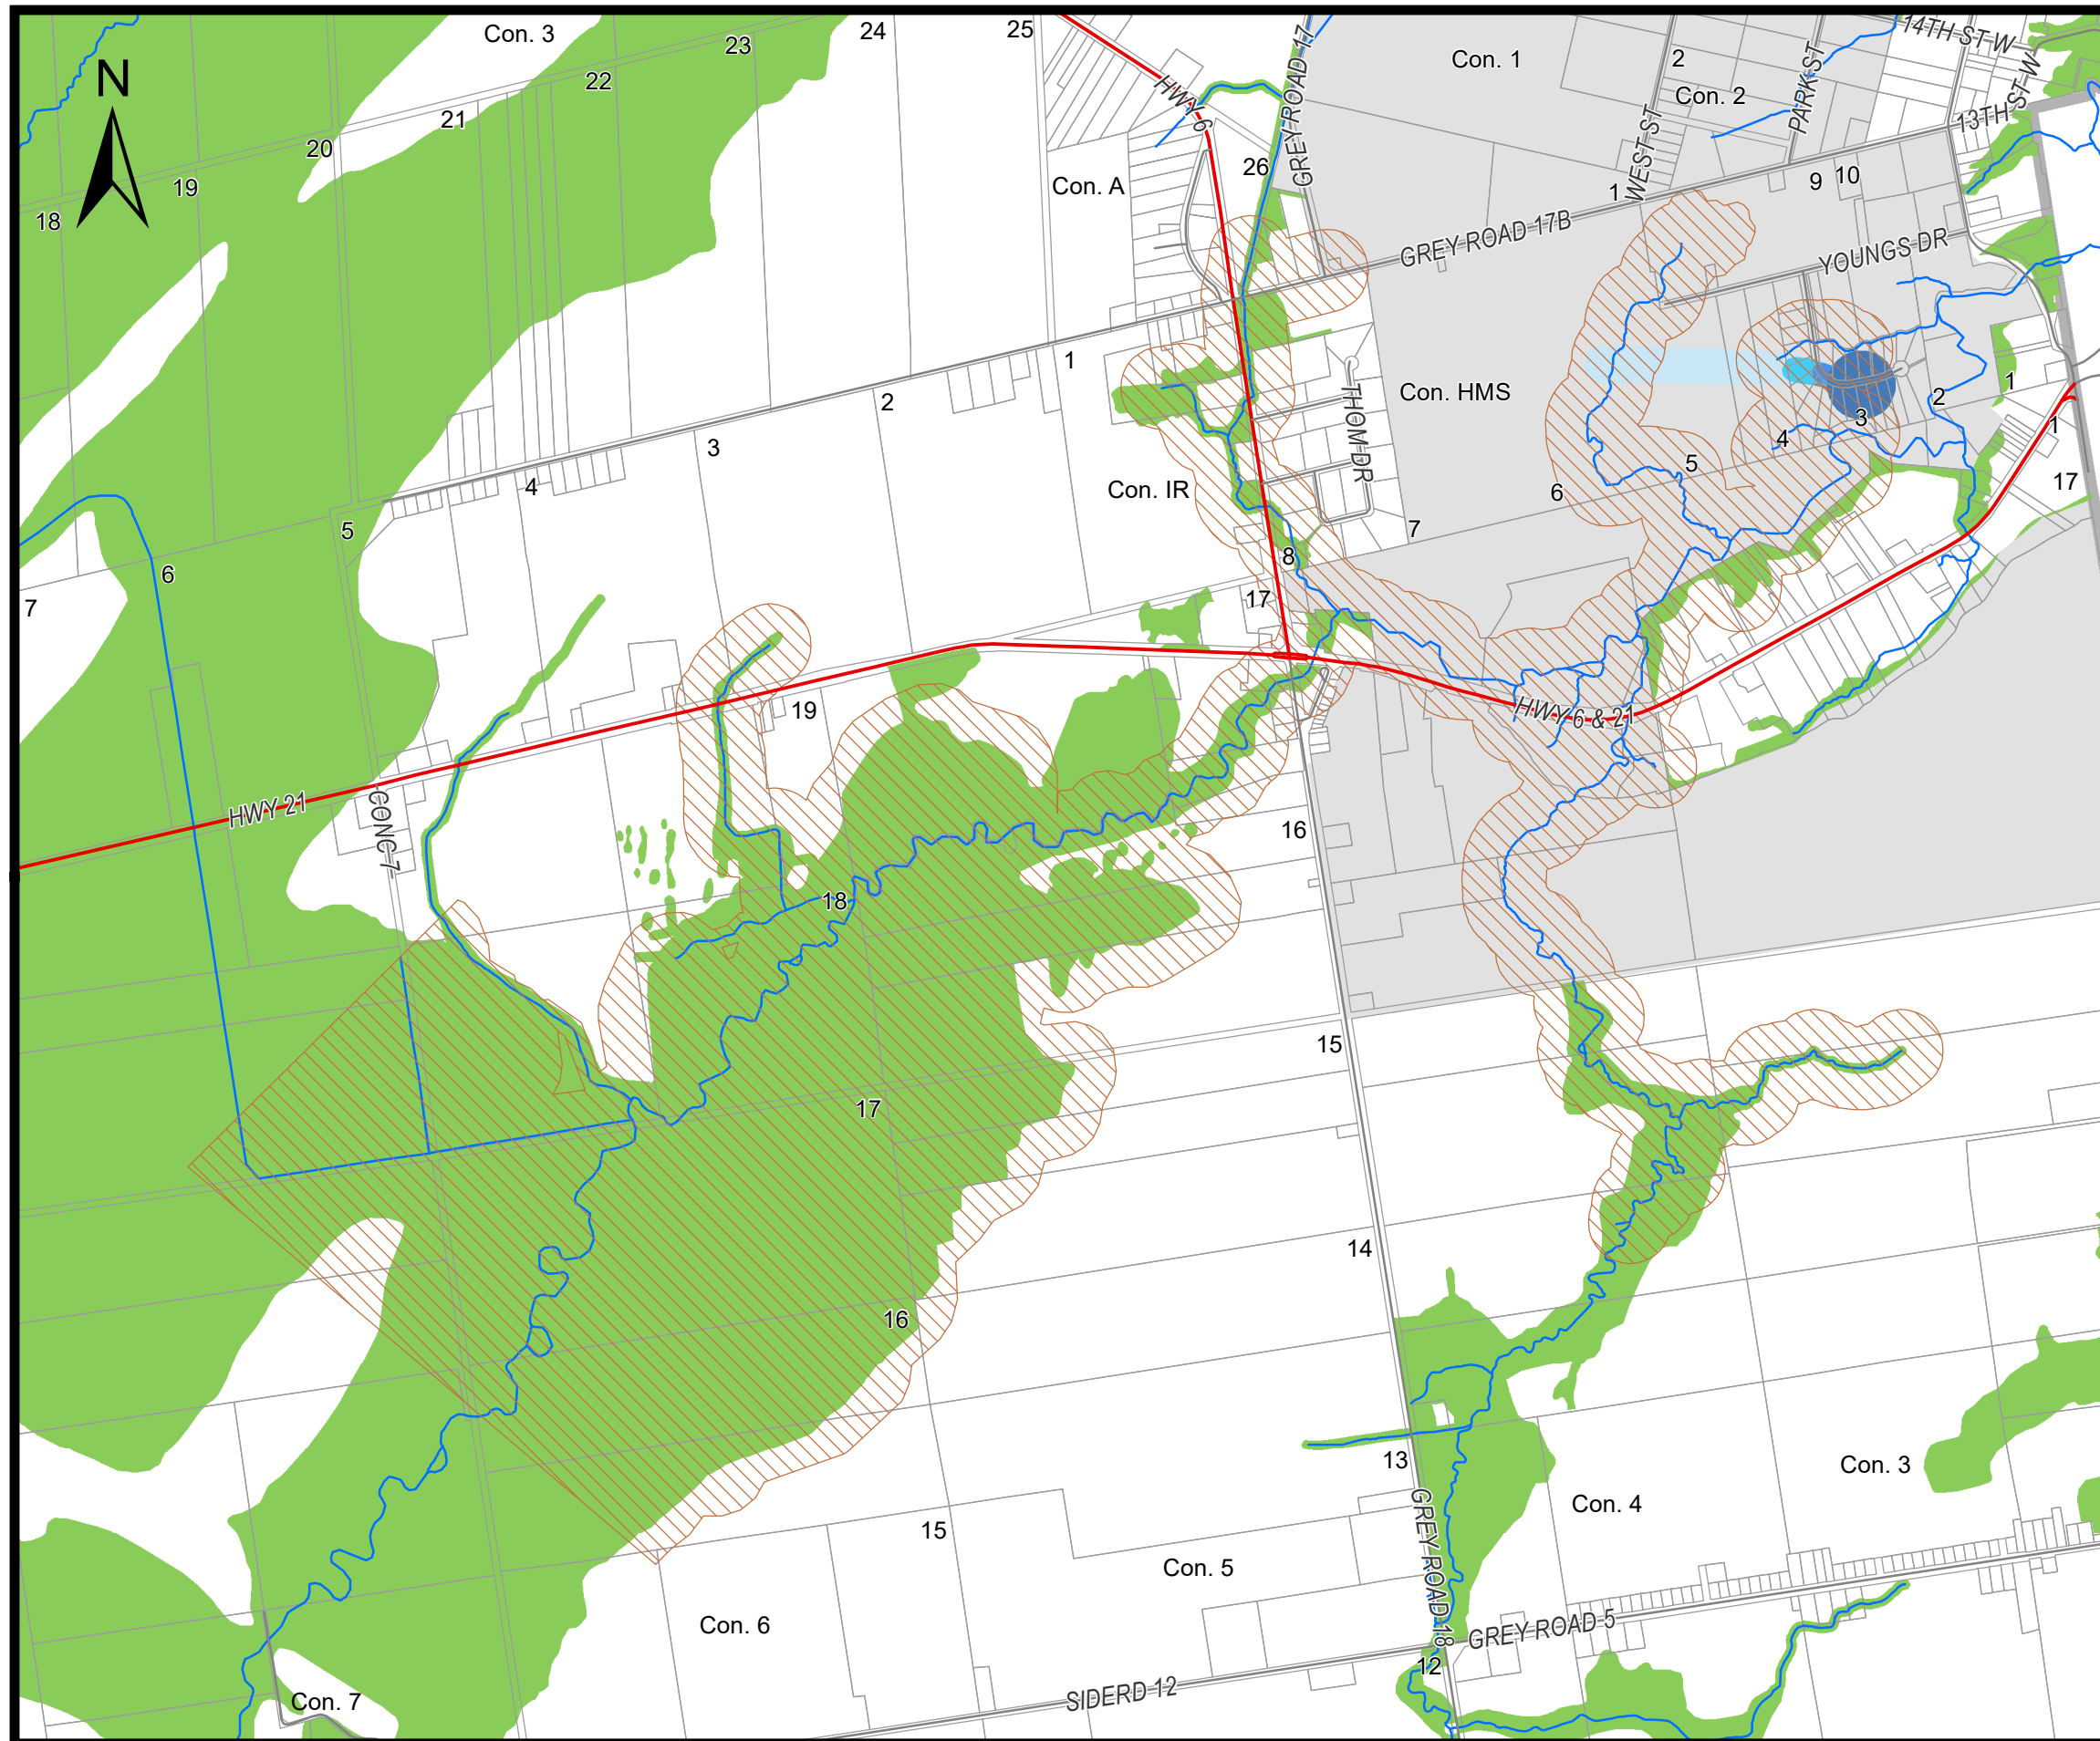 N
Con. 3
23
24
25
22
21
20
19
18
HWY 6
GREY ROAD 17
Con. 1
2
Con. 2
PARK ST
14TH ST W
13TH ST W
WEST ST
Con. A
26
1
9
10
GREY ROAD 17B
YOUNGS DR
1
2
3
4
5
6
7
Con. HMS
THOM DR
Con. IR
2
1
3
4
5
6
1
17
7
8
17
HWY 6 & 21
19
HWY 21
CONC 7
18
16
17
15
14
16
13
15
Con. 3
Con. 4
Con. 5
GREY ROAD 18
GREY ROAD 5
12
SIDERD 12
Con. 6
Con. 7